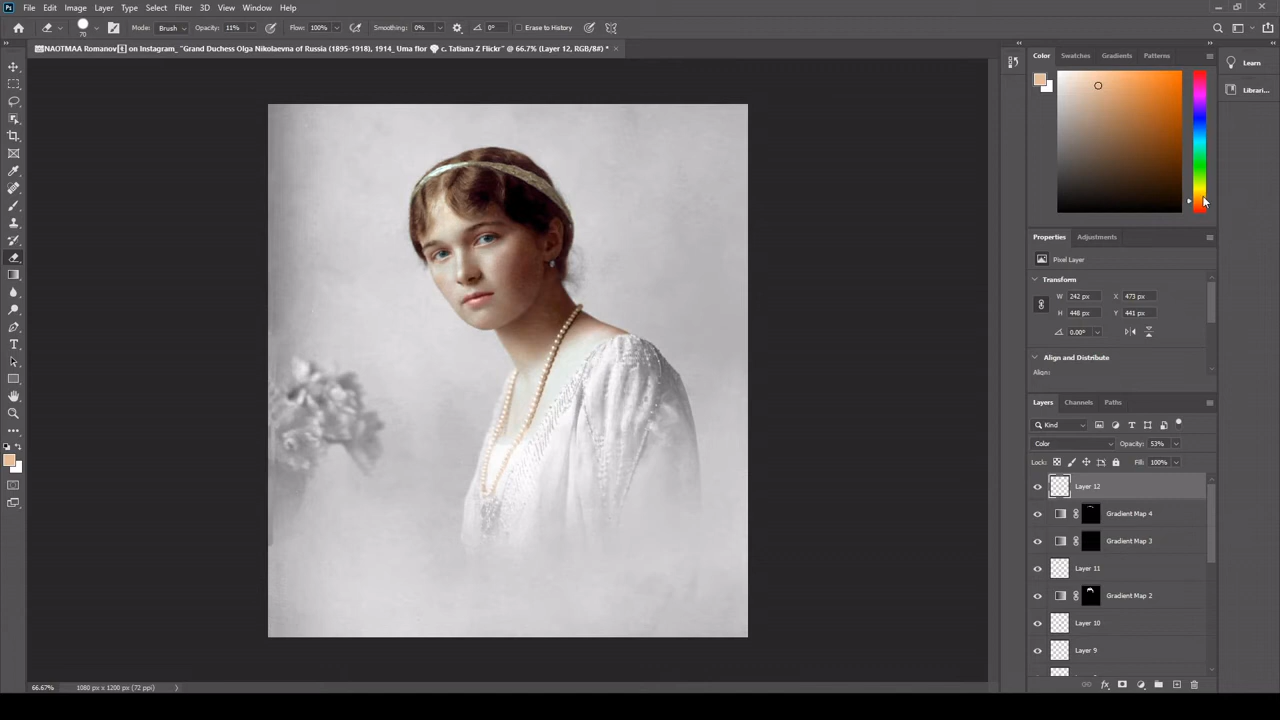 Ps File Edit Image Layer Type Select Filter 3D View Window Help
70 Mode: Brush Opacity: 11% Flow: 100% Smoothing: 0% 0° Erase to History
on Instagram_ "Grand Duchess Olga Nikolaevna of Russia (1895-1918), 1914_ Uma flor c. Tatiana Z Flickr" @ 66.7% (Layer 12, RGB/8#) *
Color Swatches Gradients Patterns
Learn
Librari...
Properties Adjustments
Pixel Layer
Transform
W 242 px X 473 px
H 448 px Y 441 px
0.00°
Align and Distribute
Align:
Layers Channels Paths
Kind
Color Opacity: 53%
Lock: Fill: 100%
Layer 12
Gradient Map 4
Gradient Map 3
Layer 11
Gradient Map 2
Layer 10
Layer 9
66.67% 1080 px x 1200 px (72 ppi)